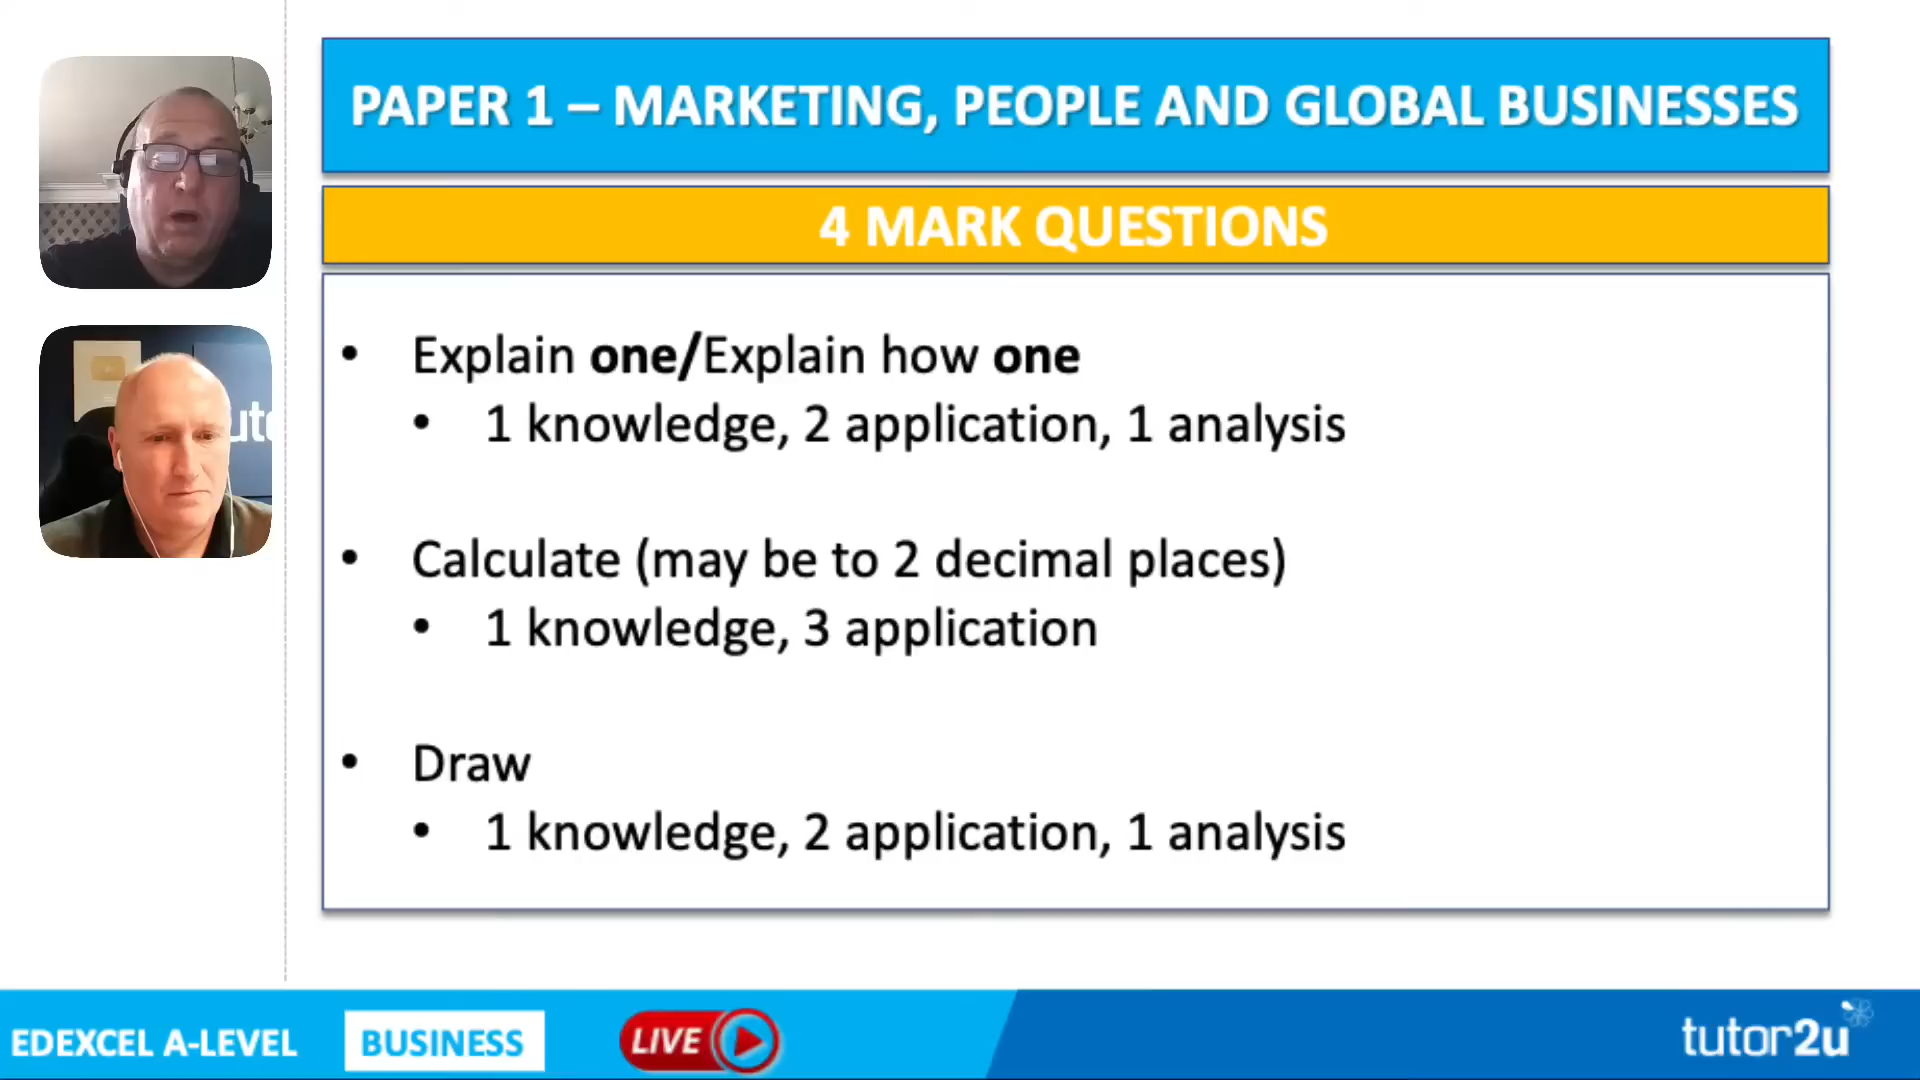 PAPER 1 – MARKETING, PEOPLE AND GLOBAL BUSINESSES
4 MARK QUESTIONS
• Explain one/Explain how one
• 1 knowledge, 2 application, 1 analysis
• Calculate (may be to 2 decimal places)
• 1 knowledge, 3 application
• Draw
• 1 knowledge, 2 application, 1 analysis
EDEXCEL A-LEVEL BUSINESS LIVE tutor2u